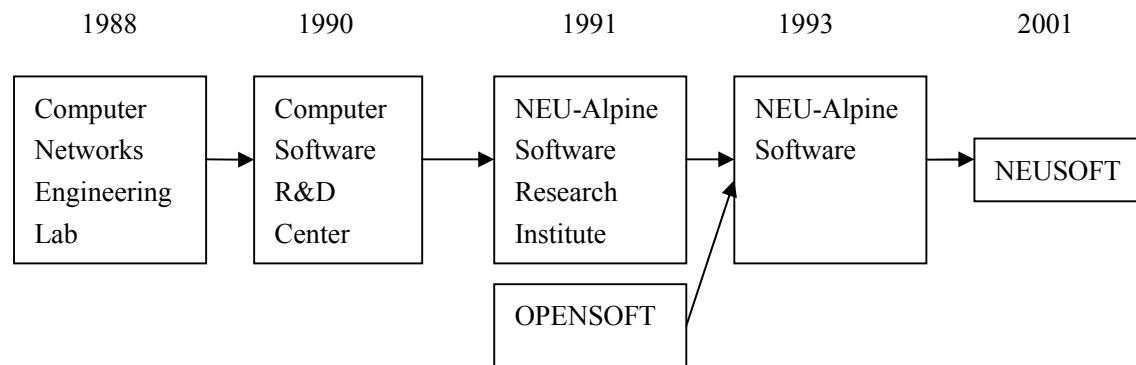 1988 1990 1991 1993 2001
Computer
Networks
Engineering
Lab
Computer
Software
R&D
Center
NEU-Alpine
Software
Research
Institute
OPENSOFT
NEU-Alpine
Software
NEUSOFT